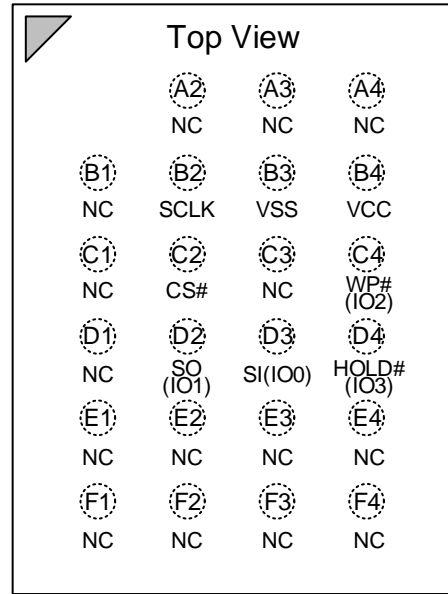 Top View
A2 A3 A4
NC NC NC
B1 B2 B3 B4
NC SCLK VSS VCC
C1 C2 C3 C4
NC CS# NC WP#
(IO2)
D1 D2 D3 D4
NC SO SI(IO0) HOLD#
(IO1) (IO3)
E1 E2 E3 E4
NC NC NC NC
F1 F2 F3 F4
NC NC NC NC